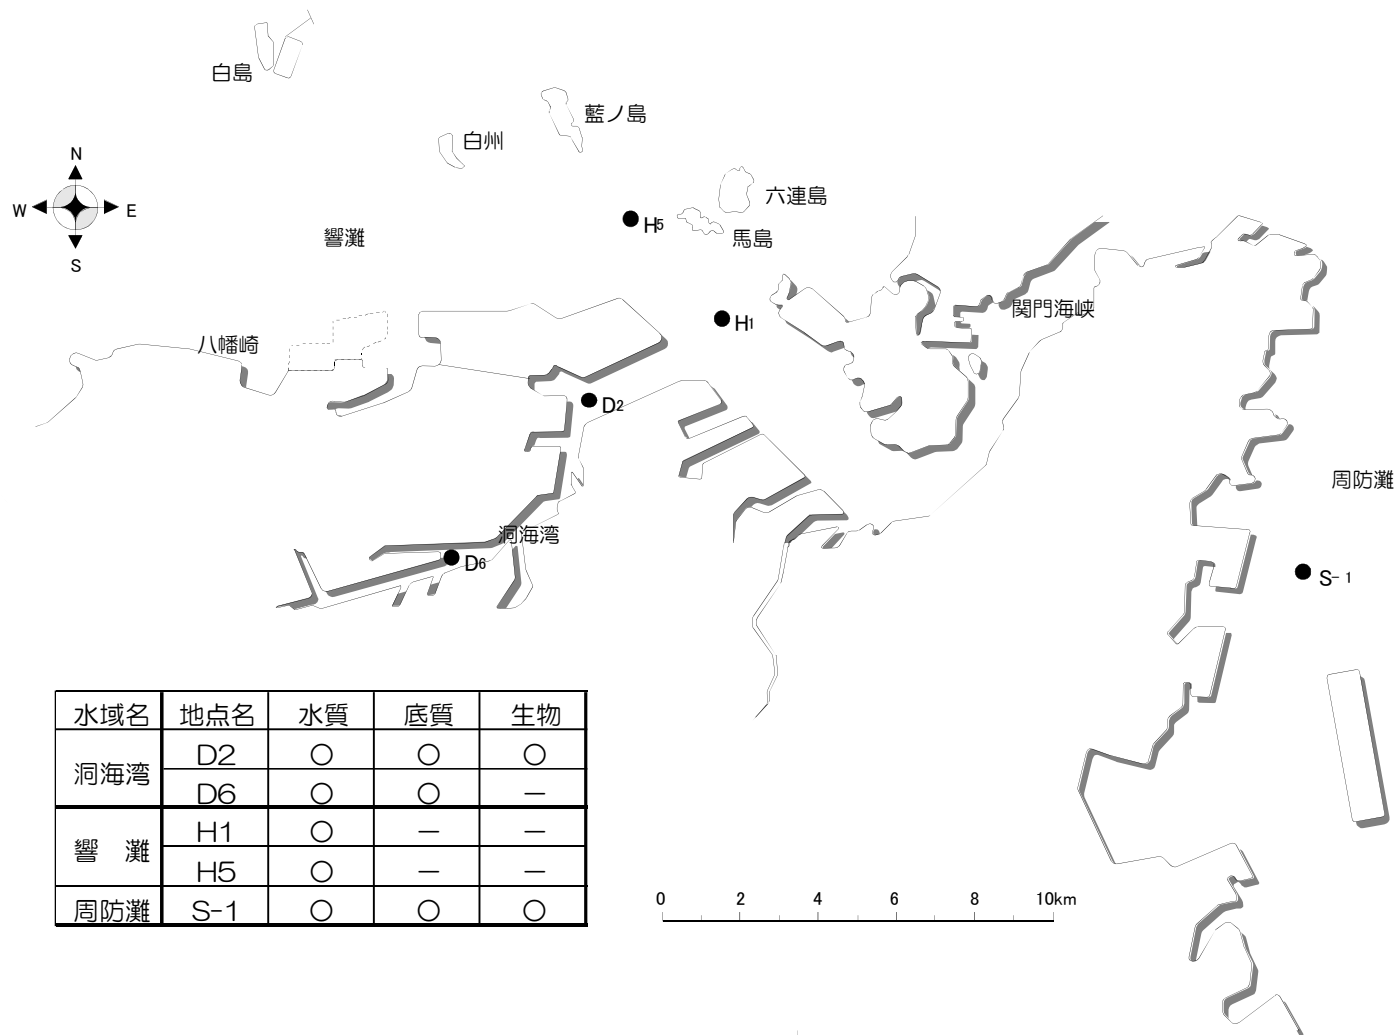 白島
藍ノ島
白州
N
W
E
S
六連島
H5
馬島
響灘
関門海峡
H1
八幡崎
D2
周防灘
洞海湾
D6
S-1
水域名 地点名 水質 底質 生物
洞海湾 D2 ○ ○ ○
D6 ○ ○ －
響 灘 H1 ○ － －
H5 ○ － －
周防灘 S-1 ○ ○ ○
0 2 4 6 8 10km